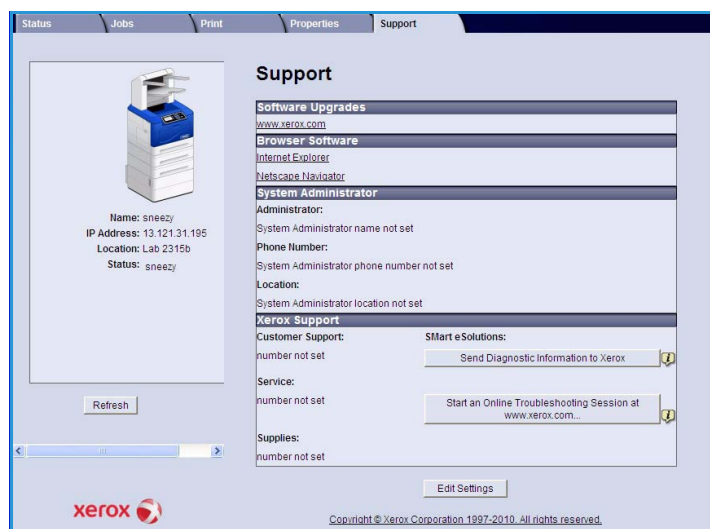 Status Jobs Print Properties Support
Name: sneezy
IP Address: 13.121.31.195
Location: Lab 2315b
Status: sneezy
Refresh
xerox
Support
Software Upgrades
www.xerox.com
Browser Software
Internet Explorer
Netscape Navigator
System Administrator
Administrator:
System Administrator name not set
Phone Number:
System Administrator phone number not set
Location:
System Administrator location not set
Xerox Support
Customer Support: SMart eSolutions:
number not set Send Diagnostic Information to Xerox
Service:
number not set Start an Online Troubleshooting Session at
www.xerox.com...
Supplies:
number not set
Edit Settings
Copyright © Xerox Corporation 1997-2010. All rights reserved.